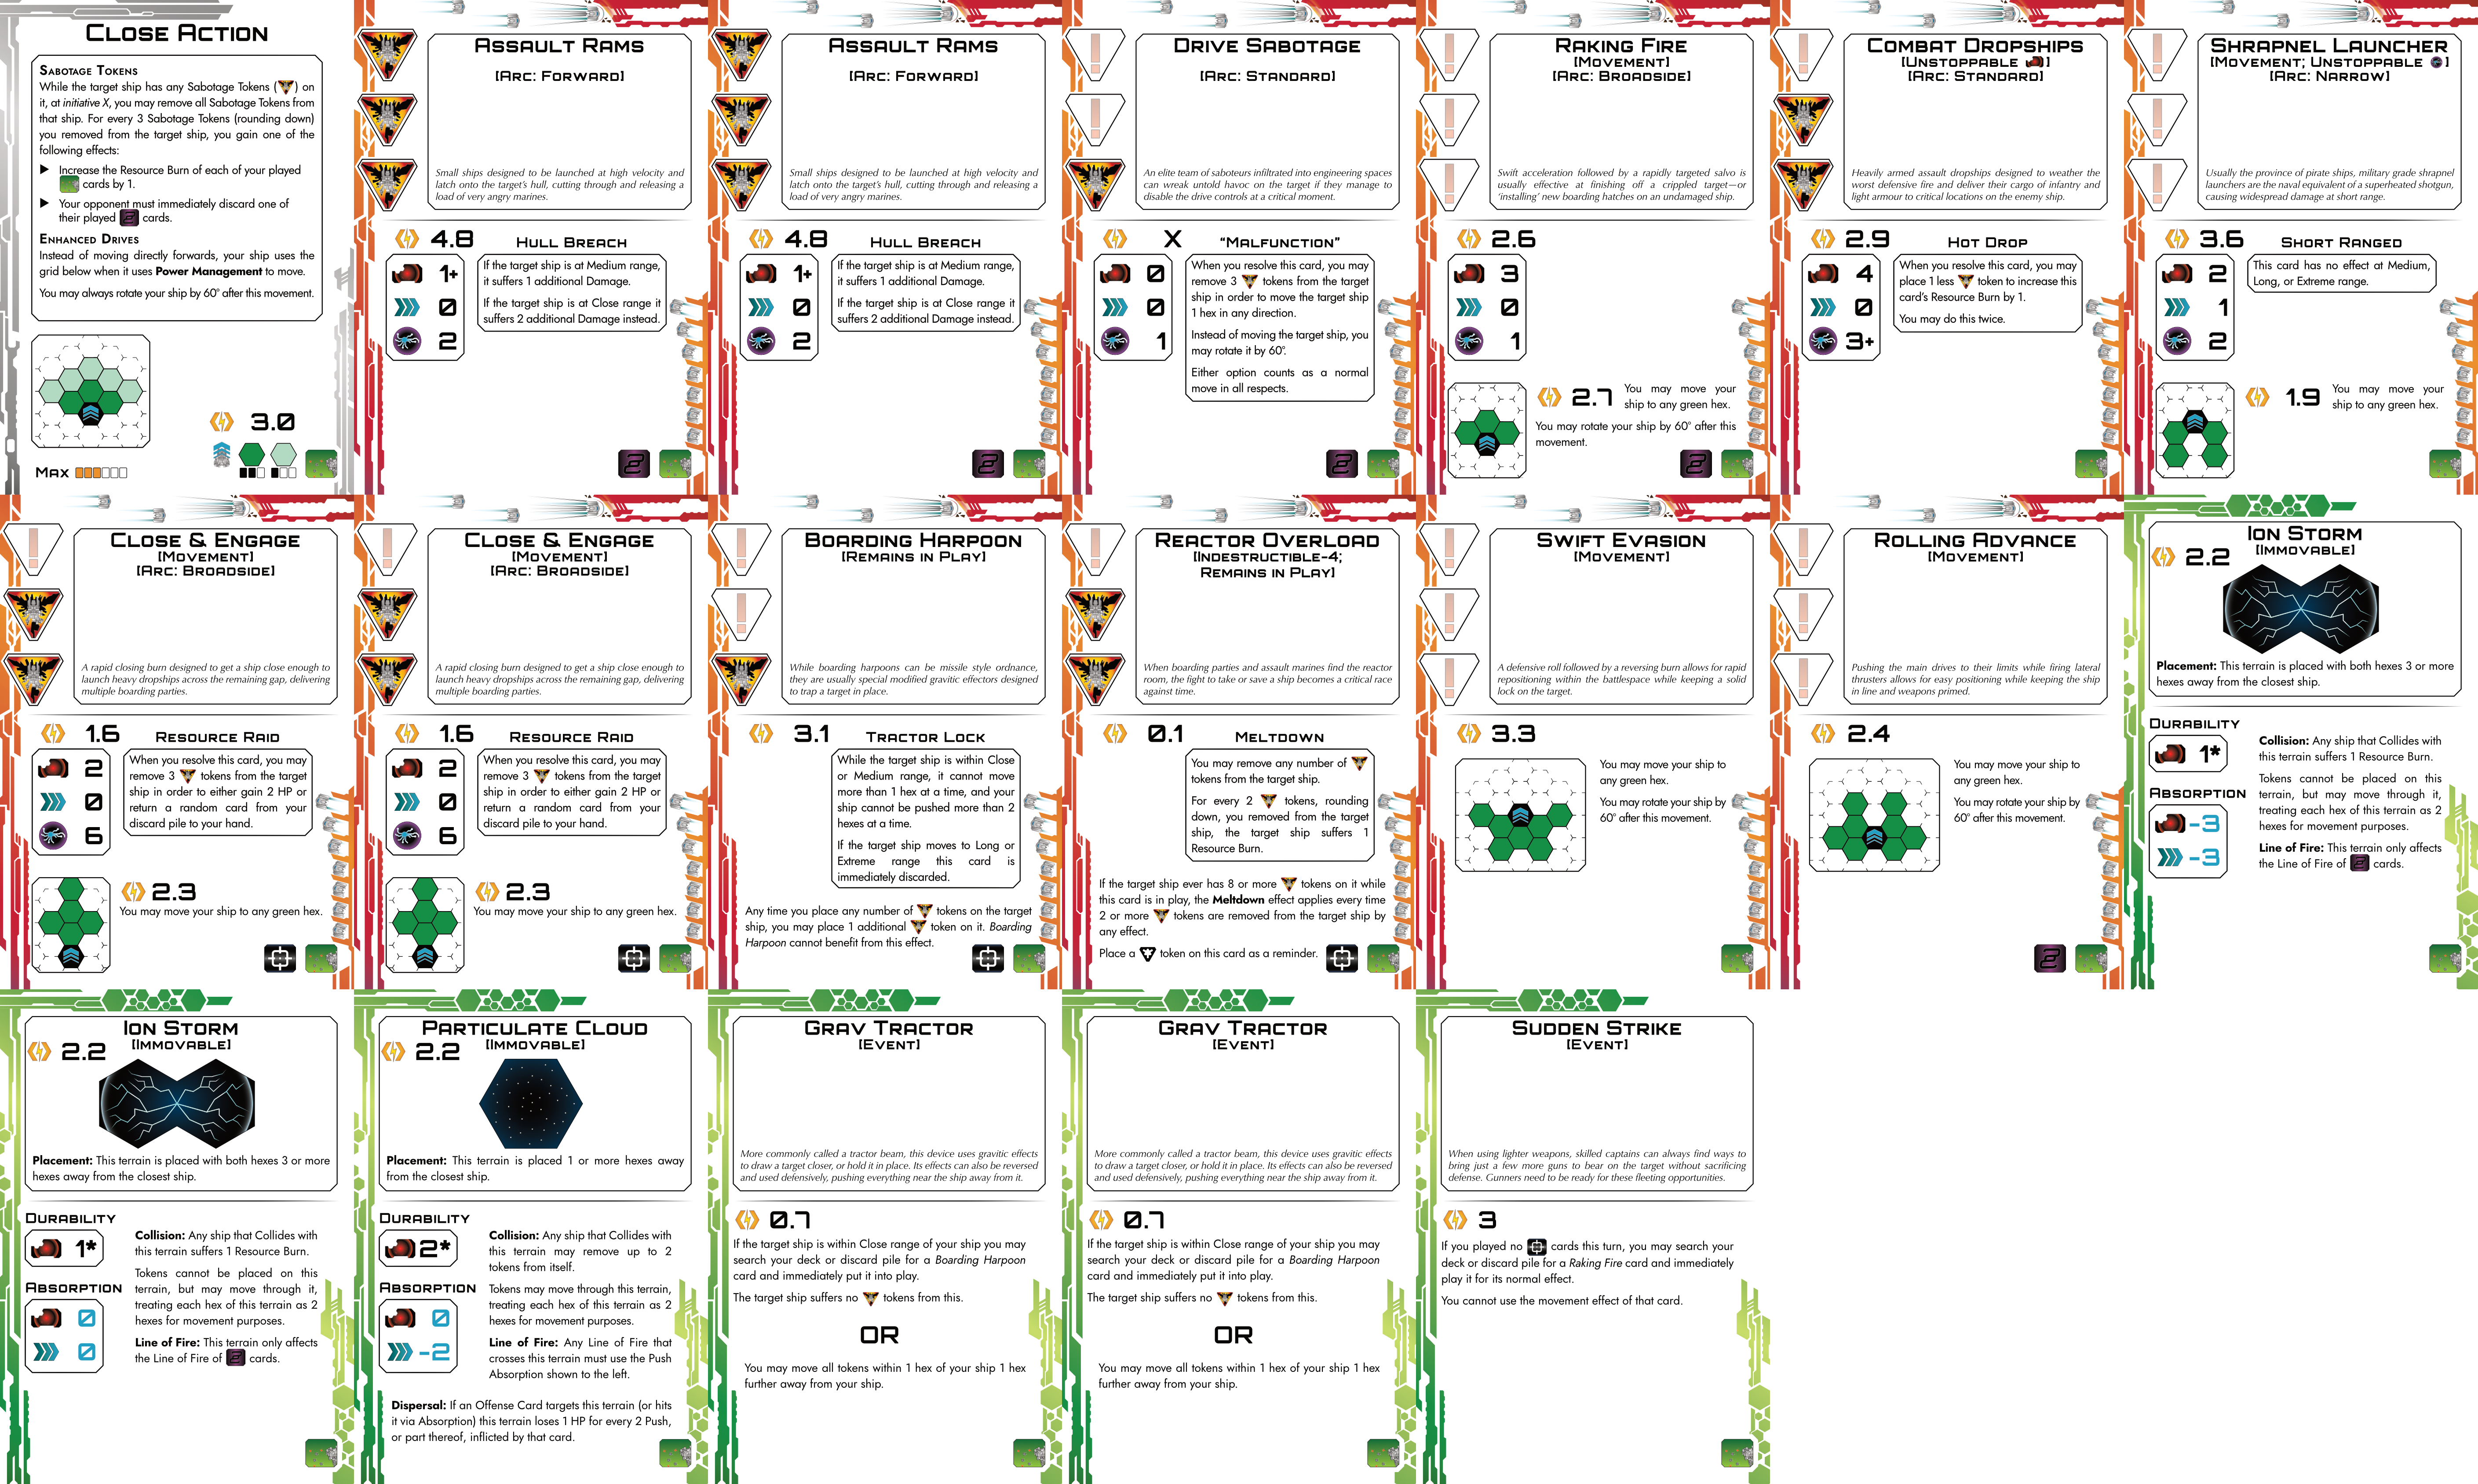 CLOSE ACTION
SABOTAGE TOKENS
While the target ship has any Sabotage Tokens ( ) on
it, at initiative X, you may remove all Sabotage Tokens from
that ship. For every 3 Sabotage Tokens (rounding down)
you removed from the target ship, you gain one of the
following effects:
Increase the Resource Burn of each of your played
cards by 1.
Your opponent must immediately discard one of
their played cards.
ENHANCED DRIVES
Instead of moving directly forwards, your ship uses the
grid below when it uses Power Management to move.
You may always rotate your ship by 60° after this movement.
3.0
MAX
ASSAULT RAMS
[ARC: FORWARD]
Small ships designed to be launched at high velocity and
latch onto the target's hull, cutting through and releasing a
load of very angry marines.
4.8
HULL BREACH
1+
0
2
If the target ship is at Medium range,
it suffers 1 additional Damage.
If the target ship is at Close range it
suffers 2 additional Damage instead.
ASSAULT RAMS
[ARC: FORWARD]
Small ships designed to be launched at high velocity and
latch onto the target's hull, cutting through and releasing a
load of very angry marines.
4.8
HULL BREACH
1+
0
2
If the target ship is at Medium range,
it suffers 1 additional Damage.
If the target ship is at Close range it
suffers 2 additional Damage instead.
DRIVE SABOTAGE
[ARC: STANDARD]
An elite team of saboteurs infiltrated into engineering spaces
can wreak untold havoc on the target if they manage to
disable the drive controls at a critical moment.
X
"MALFUNCTION"
0
0
1
When you resolve this card, you may
remove 3 tokens from the target
ship in order to move the target ship
1 hex in any direction.
Instead of moving the target ship, you
may rotate it by 60°.
Either option counts as a normal
move in all respects.
RAKING FIRE
[MOVEMENT]
[ARC: BROADSIDE]
Swift acceleration followed by a rapidly targeted salvo is
usually effective at finishing off a crippled target—or
'installing' new boarding hatches on an undamaged ship.
2.6
3
0
1
2.7
You may move your
ship to any green hex.
You may rotate your ship by 60° after this
movement.
COMBAT DROPSHIPS
[UNSTOPPABLE ]
[ARC: STANDARD]
Heavily armed assault dropships designed to weather the
worst defensive fire and deliver their cargo of infantry and
light armour to critical locations on the enemy ship.
2.9
HOT DROP
4
0
3+
When you resolve this card, you may
place 1 less token to increase this
card's Resource Burn by 1.
You may do this twice.
SHRAPNEL LAUNCHER
[MOVEMENT; UNSTOPPABLE ]
[ARC: NARROW]
Usually the province of pirate ships, military grade shrapnel
launchers are the naval equivalent of a superheated shotgun,
causing widespread damage at short range.
3.6
SHORT RANGED
2
1
2
This card has no effect at Medium,
Long, or Extreme range.
1.9
You may move your
ship to any green hex.
CLOSE & ENGAGE
[MOVEMENT]
[ARC: BROADSIDE]
A rapid closing burn designed to get a ship close enough to
launch heavy dropships across the remaining gap, delivering
multiple boarding parties.
1.6
RESOURCE RAID
2
0
6
When you resolve this card, you may
remove 3 tokens from the target
ship in order to either gain 2 HP or
return a random card from your
discard pile to your hand.
2.3
You may move your ship to any green hex.
CLOSE & ENGAGE
[MOVEMENT]
[ARC: BROADSIDE]
A rapid closing burn designed to get a ship close enough to
launch heavy dropships across the remaining gap, delivering
multiple boarding parties.
1.6
RESOURCE RAID
2
0
6
When you resolve this card, you may
remove 3 tokens from the target
ship in order to either gain 2 HP or
return a random card from your
discard pile to your hand.
2.3
You may move your ship to any green hex.
BOARDING HARPOON
[REMAINS IN PLAY]
While boarding harpoons can be missile style ordnance,
they are usually special modified gravitic effectors designed
to trap a target in place.
3.1
TRACTOR LOCK
While the target ship is within Close
or Medium range, it cannot move
more than 1 hex at a time, and your
ship cannot be pushed more than 2
hexes at a time.
If the target ship moves to Long or
Extreme range this card is
immediately discarded.
Any time you place any number of tokens on the target
ship, you may place 1 additional token on it. Boarding
Harpoon cannot benefit from this effect.
REACTOR OVERLOAD
[INDESTRUCTIBLE-4;
REMAINS IN PLAY]
When boarding parties and assault marines find the reactor
room, the fight to take or save a ship becomes a critical race
against time.
0.1
MELTDOWN
You may remove any number of
tokens from the target ship.
For every 2 tokens, rounding
down, you removed from the target
ship, the target ship suffers 1
Resource Burn.
If the target ship ever has 8 or more tokens on it while
this card is in play, the Meltdown effect applies every time
2 or more tokens are removed from the target ship by
any effect.
Place a token on this card as a reminder.
SWIFT EVASION
[MOVEMENT]
A defensive roll followed by a reversing burn allows for rapid
repositioning within the battlespace while keeping a solid
lock on the target.
3.3
You may move your ship to
any green hex.
You may rotate your ship by
60° after this movement.
ROLLING ADVANCE
[MOVEMENT]
Pushing the main drives to their limits while firing lateral
thrusters allows for easy positioning while keeping the ship
in line and weapons primed.
2.4
You may move your ship to
any green hex.
You may rotate your ship by
60° after this movement.
ION STORM
[IMMOVABLE]
2.2
Placement: This terrain is placed with both hexes 3 or more
hexes away from the closest ship.
DURABILITY
1*
ABSORPTION
-3
-3
Collision: Any ship that Collides with
this terrain suffers 1 Resource Burn.
Tokens cannot be placed on this
terrain, but may move through it,
treating each hex of this terrain as 2
hexes for movement purposes.
Line of Fire: This terrain only affects
the Line of Fire of cards.
ION STORM
[IMMOVABLE]
2.2
Placement: This terrain is placed with both hexes 3 or more
hexes away from the closest ship.
DURABILITY
1*
ABSORPTION
0
0
Collision: Any ship that Collides with
this terrain suffers 1 Resource Burn.
Tokens cannot be placed on this
terrain, but may move through it,
treating each hex of this terrain as 2
hexes for movement purposes.
Line of Fire: This terrain only affects
the Line of Fire of cards.
PARTICULATE CLOUD
[IMMOVABLE]
2.2
Placement: This terrain is placed 1 or more hexes away
from the closest ship.
DURABILITY
2*
ABSORPTION
0
-2
Collision: Any ship that Collides with
this terrain may remove up to 2
tokens from itself.
Tokens may move through this terrain,
treating each hex of this terrain as 2
hexes for movement purposes.
Line of Fire: Any Line of Fire that
crosses this terrain must use the Push
Absorption shown to the left.
Dispersal: If an Offense Card targets this terrain (or hits
it via Absorption) this terrain loses 1 HP for every 2 Push,
or part thereof, inflicted by that card.
GRAV TRACTOR
[EVENT]
More commonly called a tractor beam, this device uses gravitic effects
to draw a target closer, or hold it in place. Its effects can also be reversed
and used defensively, pushing everything near the ship away from it.
0.7
If the target ship is within Close range of your ship you may
search your deck or discard pile for a Boarding Harpoon
card and immediately put it into play.
The target ship suffers no tokens from this.
OR
You may move all tokens within 1 hex of your ship 1 hex
further away from your ship.
GRAV TRACTOR
[EVENT]
More commonly called a tractor beam, this device uses gravitic effects
to draw a target closer, or hold it in place. Its effects can also be reversed
and used defensively, pushing everything near the ship away from it.
0.7
If the target ship is within Close range of your ship you may
search your deck or discard pile for a Boarding Harpoon
card and immediately put it into play.
The target ship suffers no tokens from this.
OR
You may move all tokens within 1 hex of your ship 1 hex
further away from your ship.
SUDDEN STRIKE
[EVENT]
When using lighter weapons, skilled captains can always find ways to
bring just a few more guns to bear on the target without sacrificing
defense. Gunners need to be ready for these fleeting opportunities.
3
If you played no cards this turn, you may search your
deck or discard pile for a Raking Fire card and immediately
play it for its normal effect.
You cannot use the movement effect of that card.